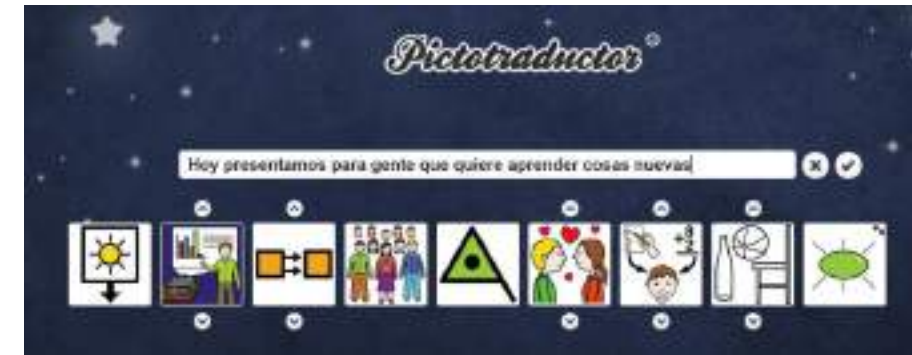 Pictotraductor
Hoy presentamos para gente que quiere aprender cosas nuevas